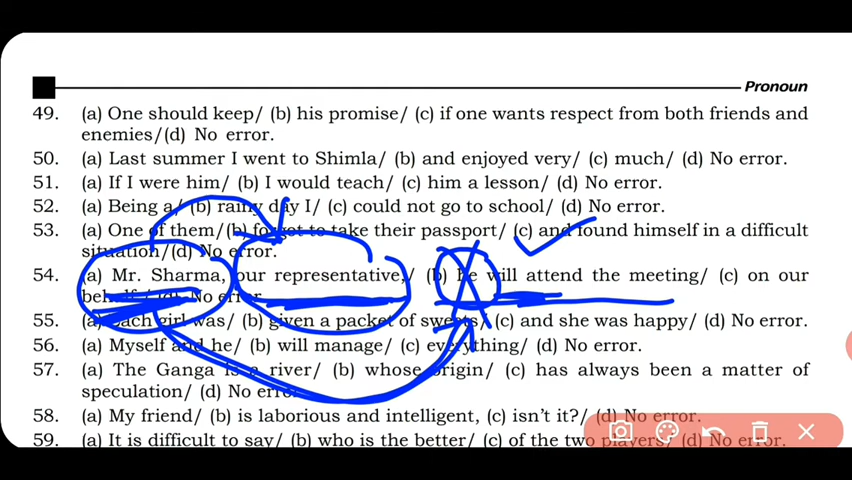 Pronoun
49. (a) One should keep/ (b) his promise/ (c) if one wants respect from both friends and
enemies/(d) No error.
50. (a) Last summer I went to Shimla/ (b) and enjoyed very/ (c) much/ (d) No error.
51. (a) If I were him/ (b) I would teach/ (c) him a lesson/ (d) No error.
52. (a) Being a/ (b) rainy day I/ (c) could not go to school/ (d) No error.
53. (a) One of them/(b) forgot to take their passport/ (c) and found himself in a difficult
situation/(d) No error.
54. (a) Mr. Sharma, our representative,/ (b) he will attend the meeting/ (c) on our
behalf./ (d) No error.
55. (a) Each girl was/ (b) given a packet of sweets/ (c) and she was happy/ (d) No error.
56. (a) Myself and he/ (b) will manage/ (c) everything/ (d) No error.
57. (a) The Ganga is a river/ (b) whose origin/ (c) has always been a matter of
speculation/ (d) No error.
58. (a) My friend/ (b) is laborious and intelligent, (c) isn't it?/ (d) No error.
59. (a) It is difficult to say/ (b) who is the better/ (c) of the two players/ (d) No error.